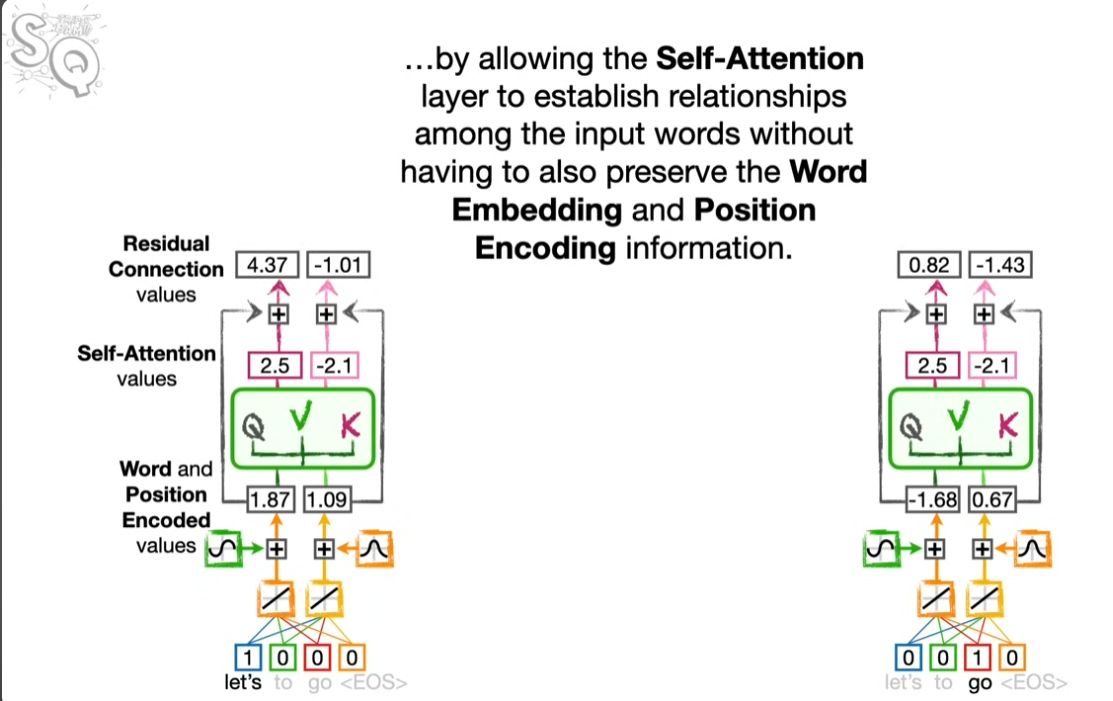 SQ
...by allowing the Self-Attention
layer to establish relationships
among the input words without
having to also preserve the Word
Embedding and Position
Encoding information.
Residual
Connection
values
4.37 -1.01
+ +
Self-Attention
values
2.5 -2.1
Q V K
Word and
Position
Encoded
values
1.87 1.09
+ +
1 0 0 0
let's to go <EOS>
0.82 -1.43
+ +
2.5 -2.1
Q V K
-1.68 0.67
+ +
0 0 1 0
let's to go <EOS>